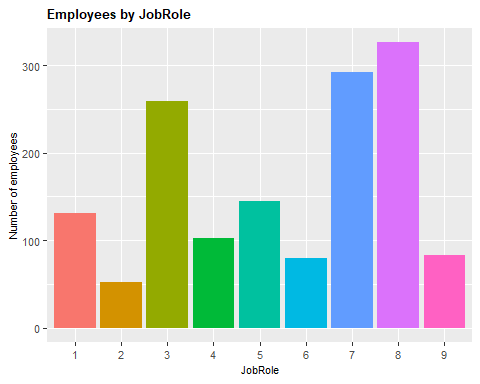 Employees by JobRole
Number of employees
300
200
100
0
1 2 3 4 5 6 7 8 9
JobRole